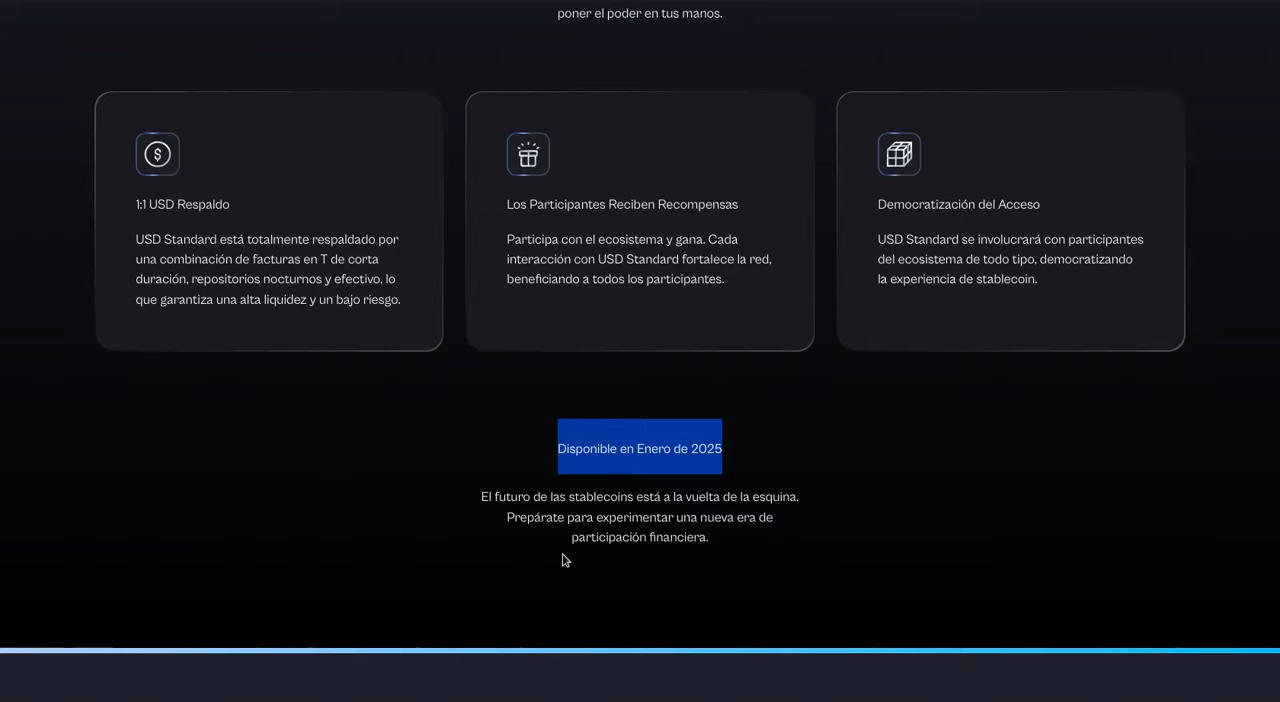 poner el poder en tus manos.
1:1 USD Respaldo
USD Standard está totalmente respaldado por
una combinación de facturas en T de corta
duración, repositorios nocturnos y efectivo, lo
que garantiza una alta liquidez y un bajo riesgo.
Los Participantes Reciben Recompensas
Participa con el ecosistema y gana. Cada
interacción con USD Standard fortalece la red,
beneficiando a todos los participantes.
Democratización del Acceso
USD Standard se involucrará con participantes
del ecosistema de todo tipo, democratizando
la experiencia de stablecoin.
Disponible en Enero de 2025
El futuro de las stablecoins está a la vuelta de la esquina.
Prepárate para experimentar una nueva era de
participación financiera.